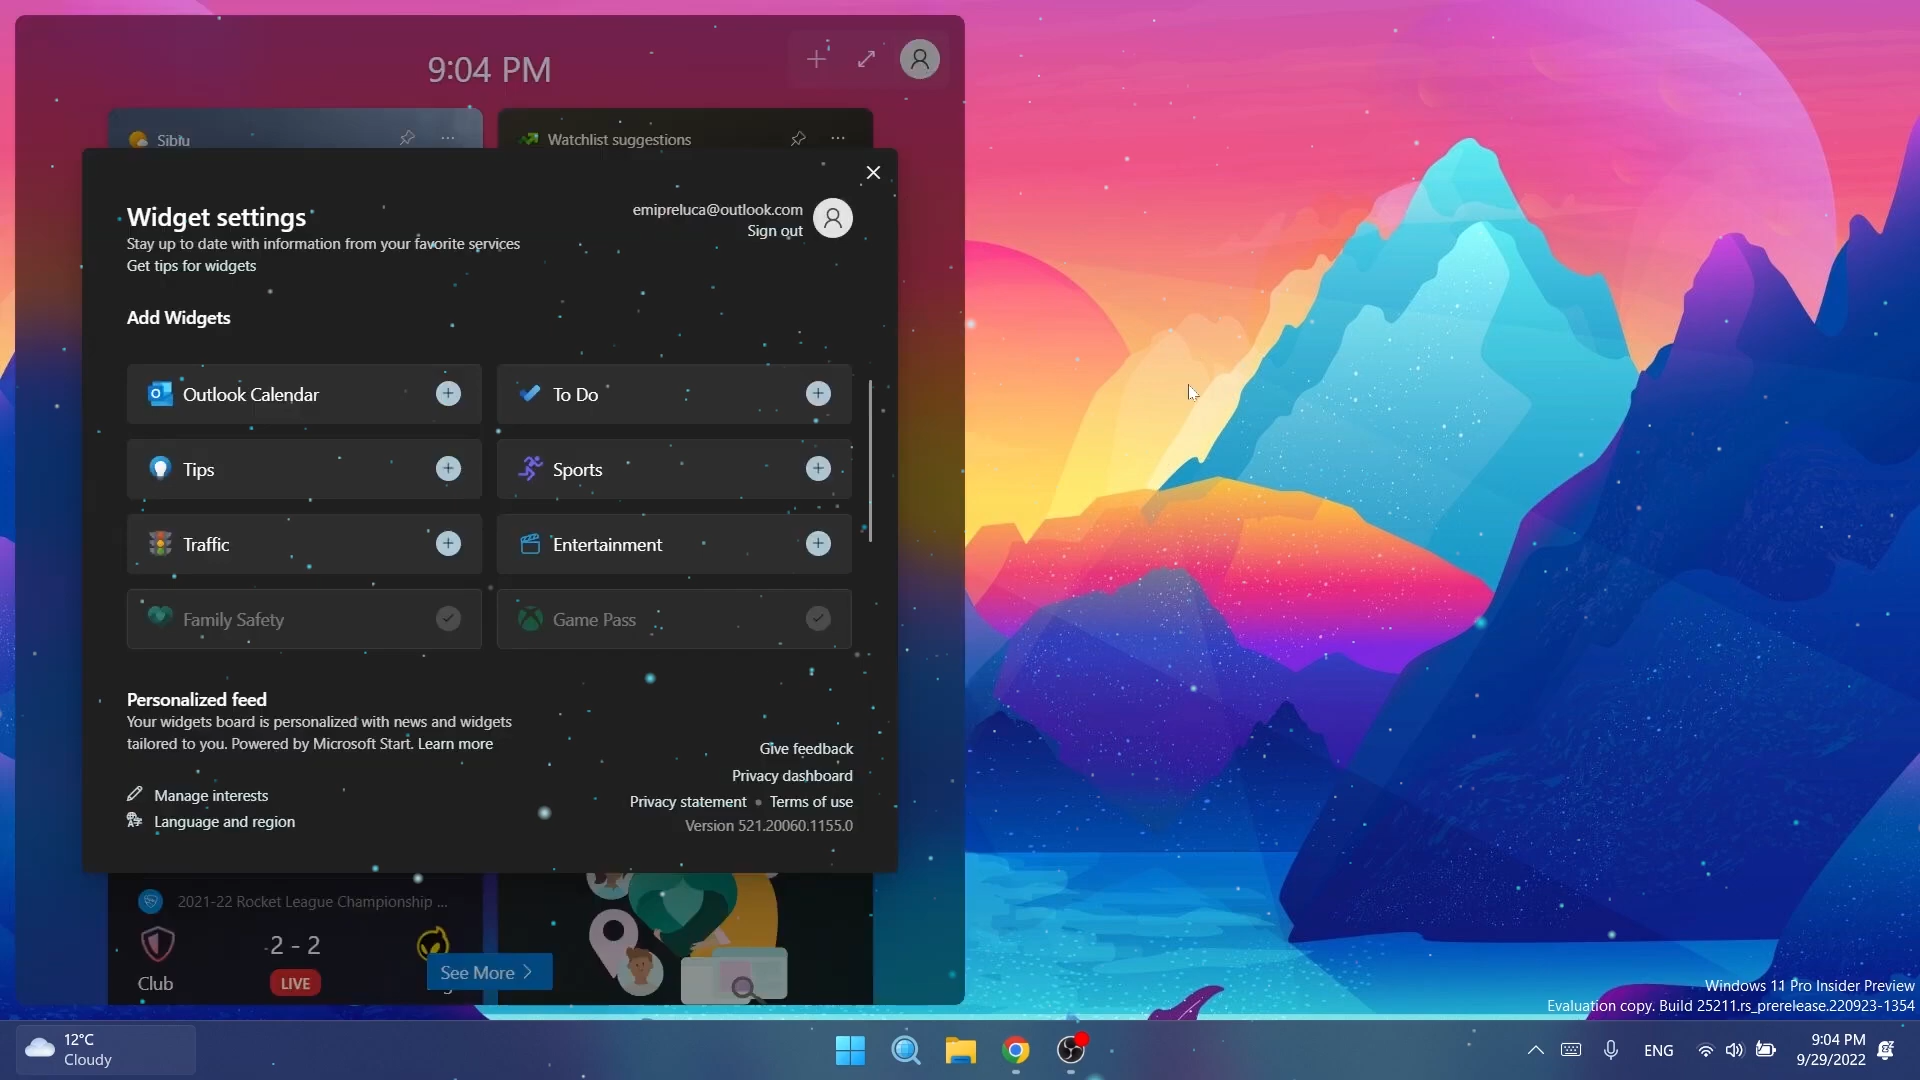 9:04 PM
Sibiu
Watchlist suggestions
Widget settings
Stay up to date with information from your favorite services
Get tips for widgets
emipreluca@outlook.com
Sign out
Add Widgets
Outlook Calendar
To Do
Tips
Sports
Traffic
Entertainment
Family Safety
Game Pass
Personalized feed
Your widgets board is personalized with news and widgets
tailored to you. Powered by Microsoft Start. Learn more
Manage interests
Language and region
Give feedback
Privacy dashboard
Privacy statement • Terms of use
Version 521.20060.1155.0
2021-22 Rocket League Championship ...
2 - 2
Club
LIVE
See More
Windows 11 Pro Insider Preview
Evaluation copy. Build 25211.rs_prerelease.220923-1354
12°C
Cloudy
ENG
9:04 PM
9/29/2022